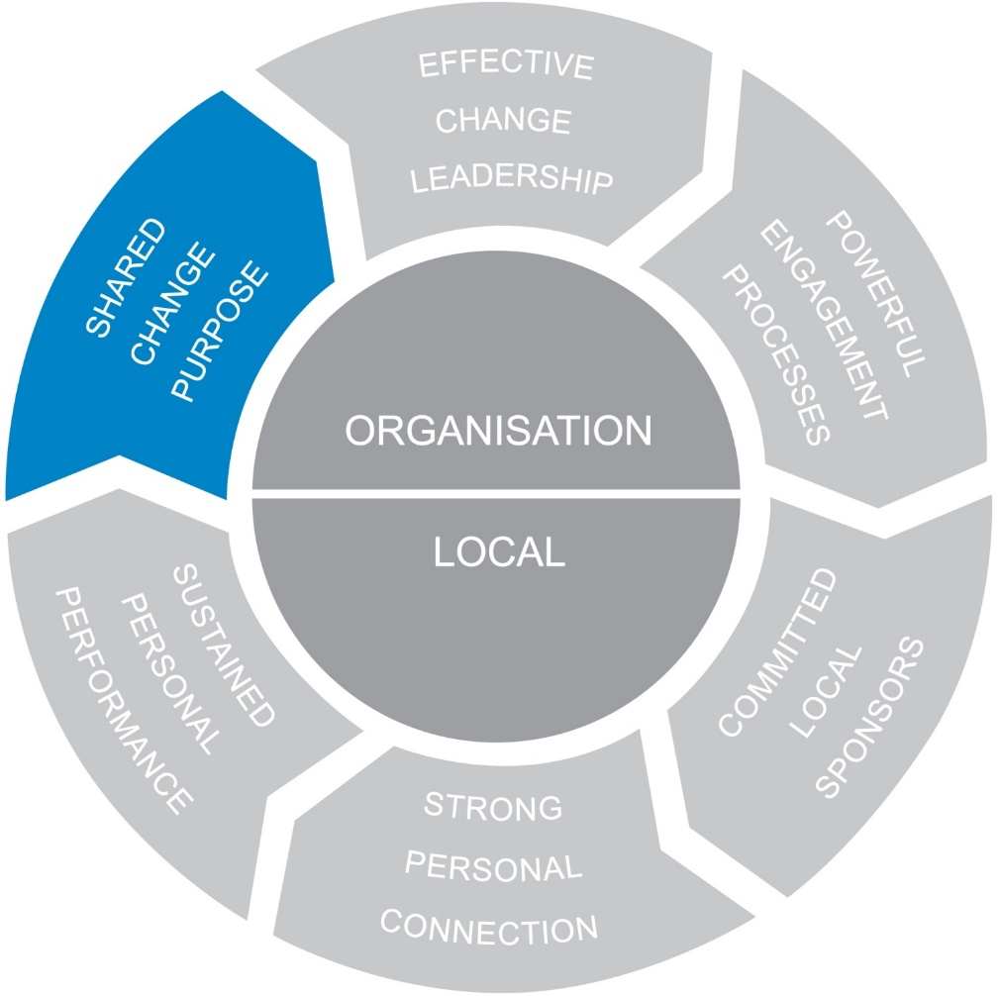 EFFECTIVE
CHANGE
LEADERSHIP
POWERFUL
ENGAGEMENT
PROCESSES
COMMITTED
LOCAL
SPONSORS
STRONG
PERSONAL
CONNECTION
SUSTAINED
PERSONAL
PERFORMANCE
SHARED
CHANGE
PURPOSE
ORGANISATION
LOCAL